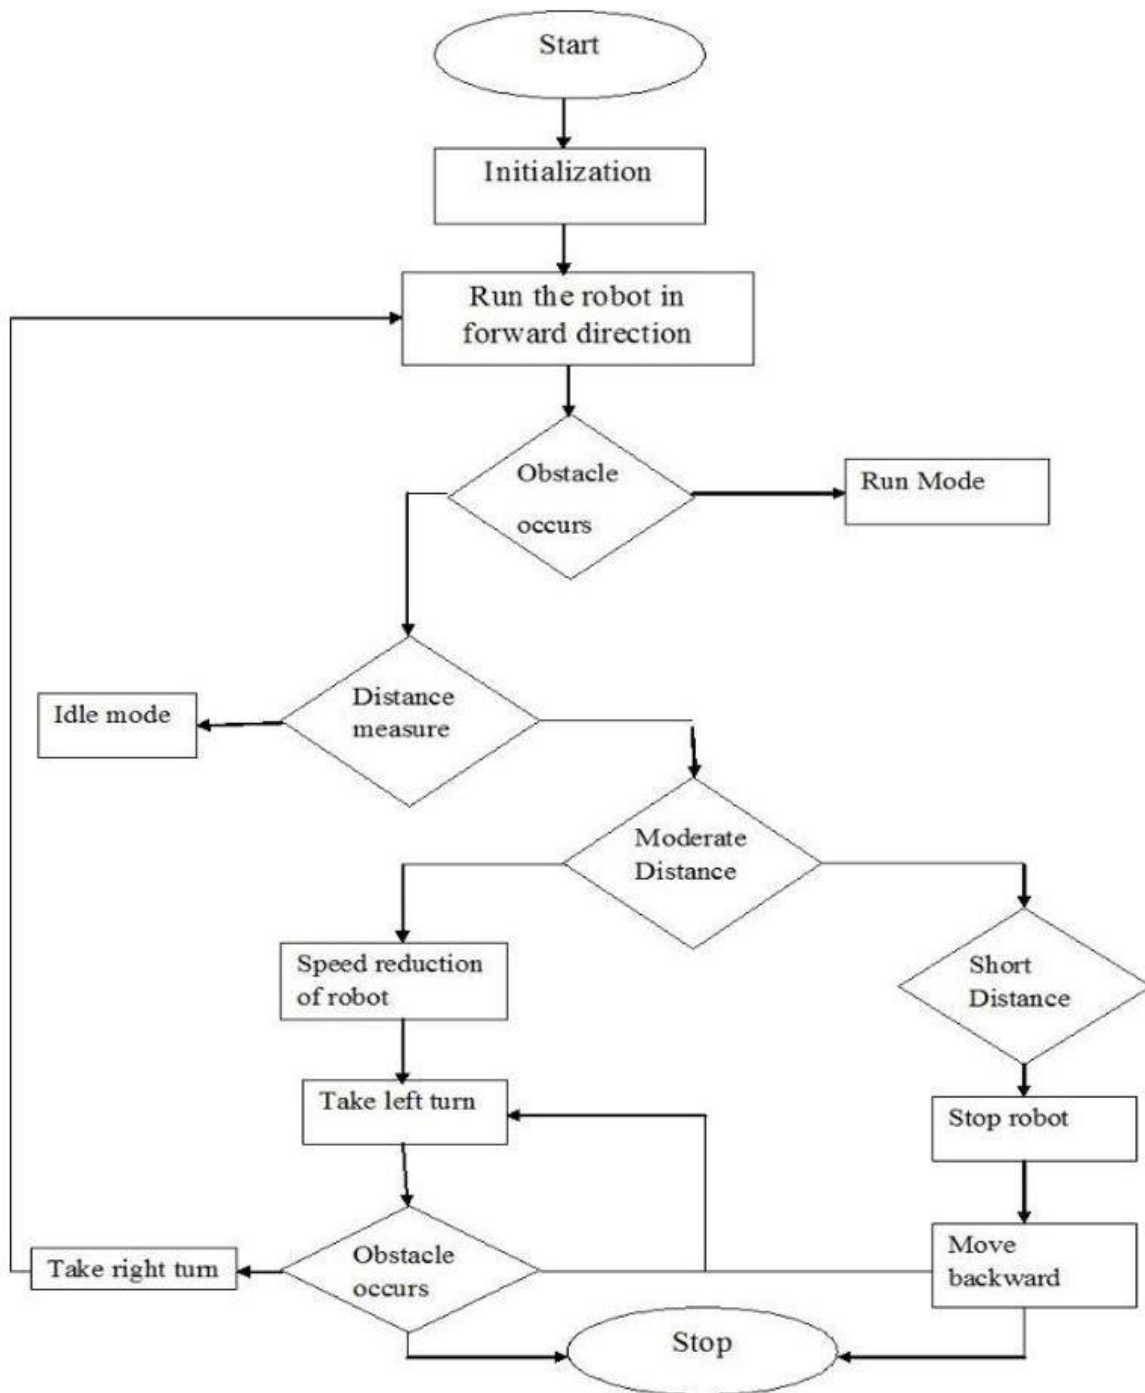 Start
Initialization
Run the robot in
forward direction
Obstacle
occurs
Run Mode
Distance
measure
Idle mode
Moderate
Distance
Speed reduction
of robot
Short
Distance
Take left turn
Stop robot
Obstacle
occurs
Take right turn
Move
backward
Stop